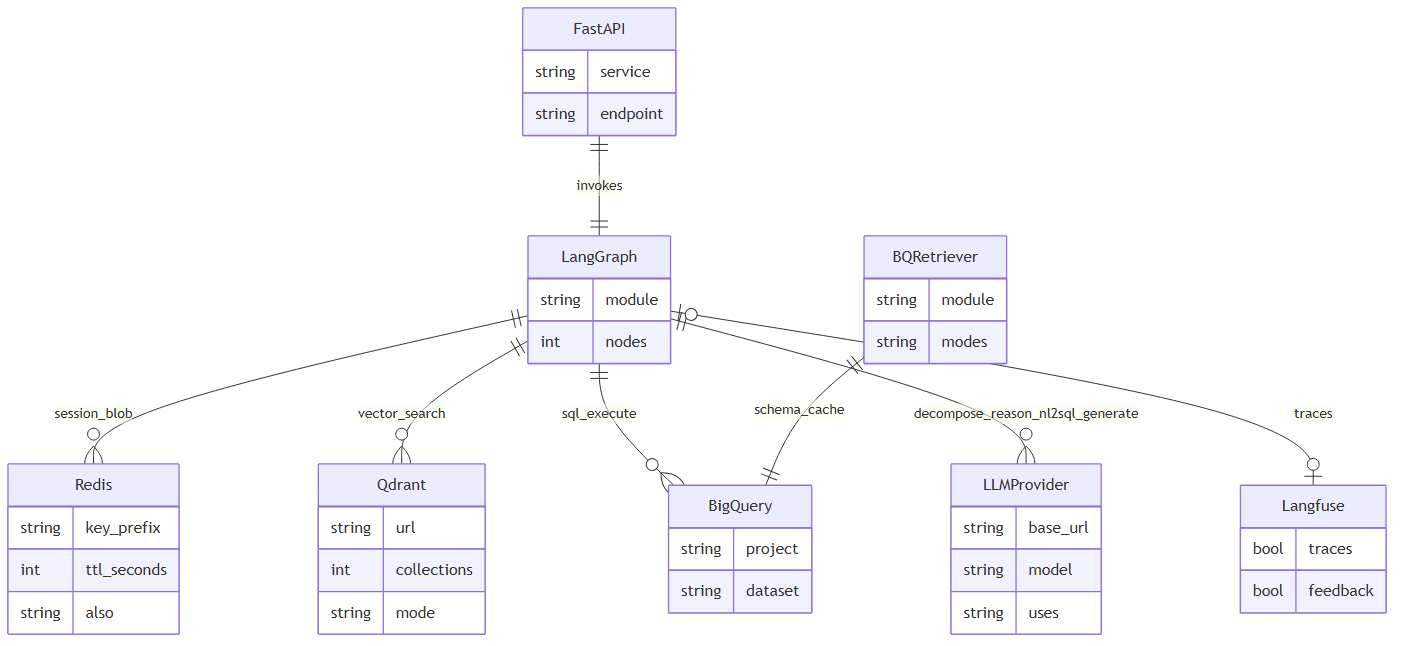 FastAPI
string service
string endpoint
invokes
LangGraph
string module
int nodes
BQRetriever
string module
string modes
session_blob
vector_search
sql_execute
schema_cache
decompose_reason_nl2sql_generate
traces
Redis
string key_prefix
int ttl_seconds
string also
Qdrant
string url
int collections
string mode
BigQuery
string project
string dataset
LLMProvider
string base_url
string model
string uses
Langfuse
bool traces
bool feedback